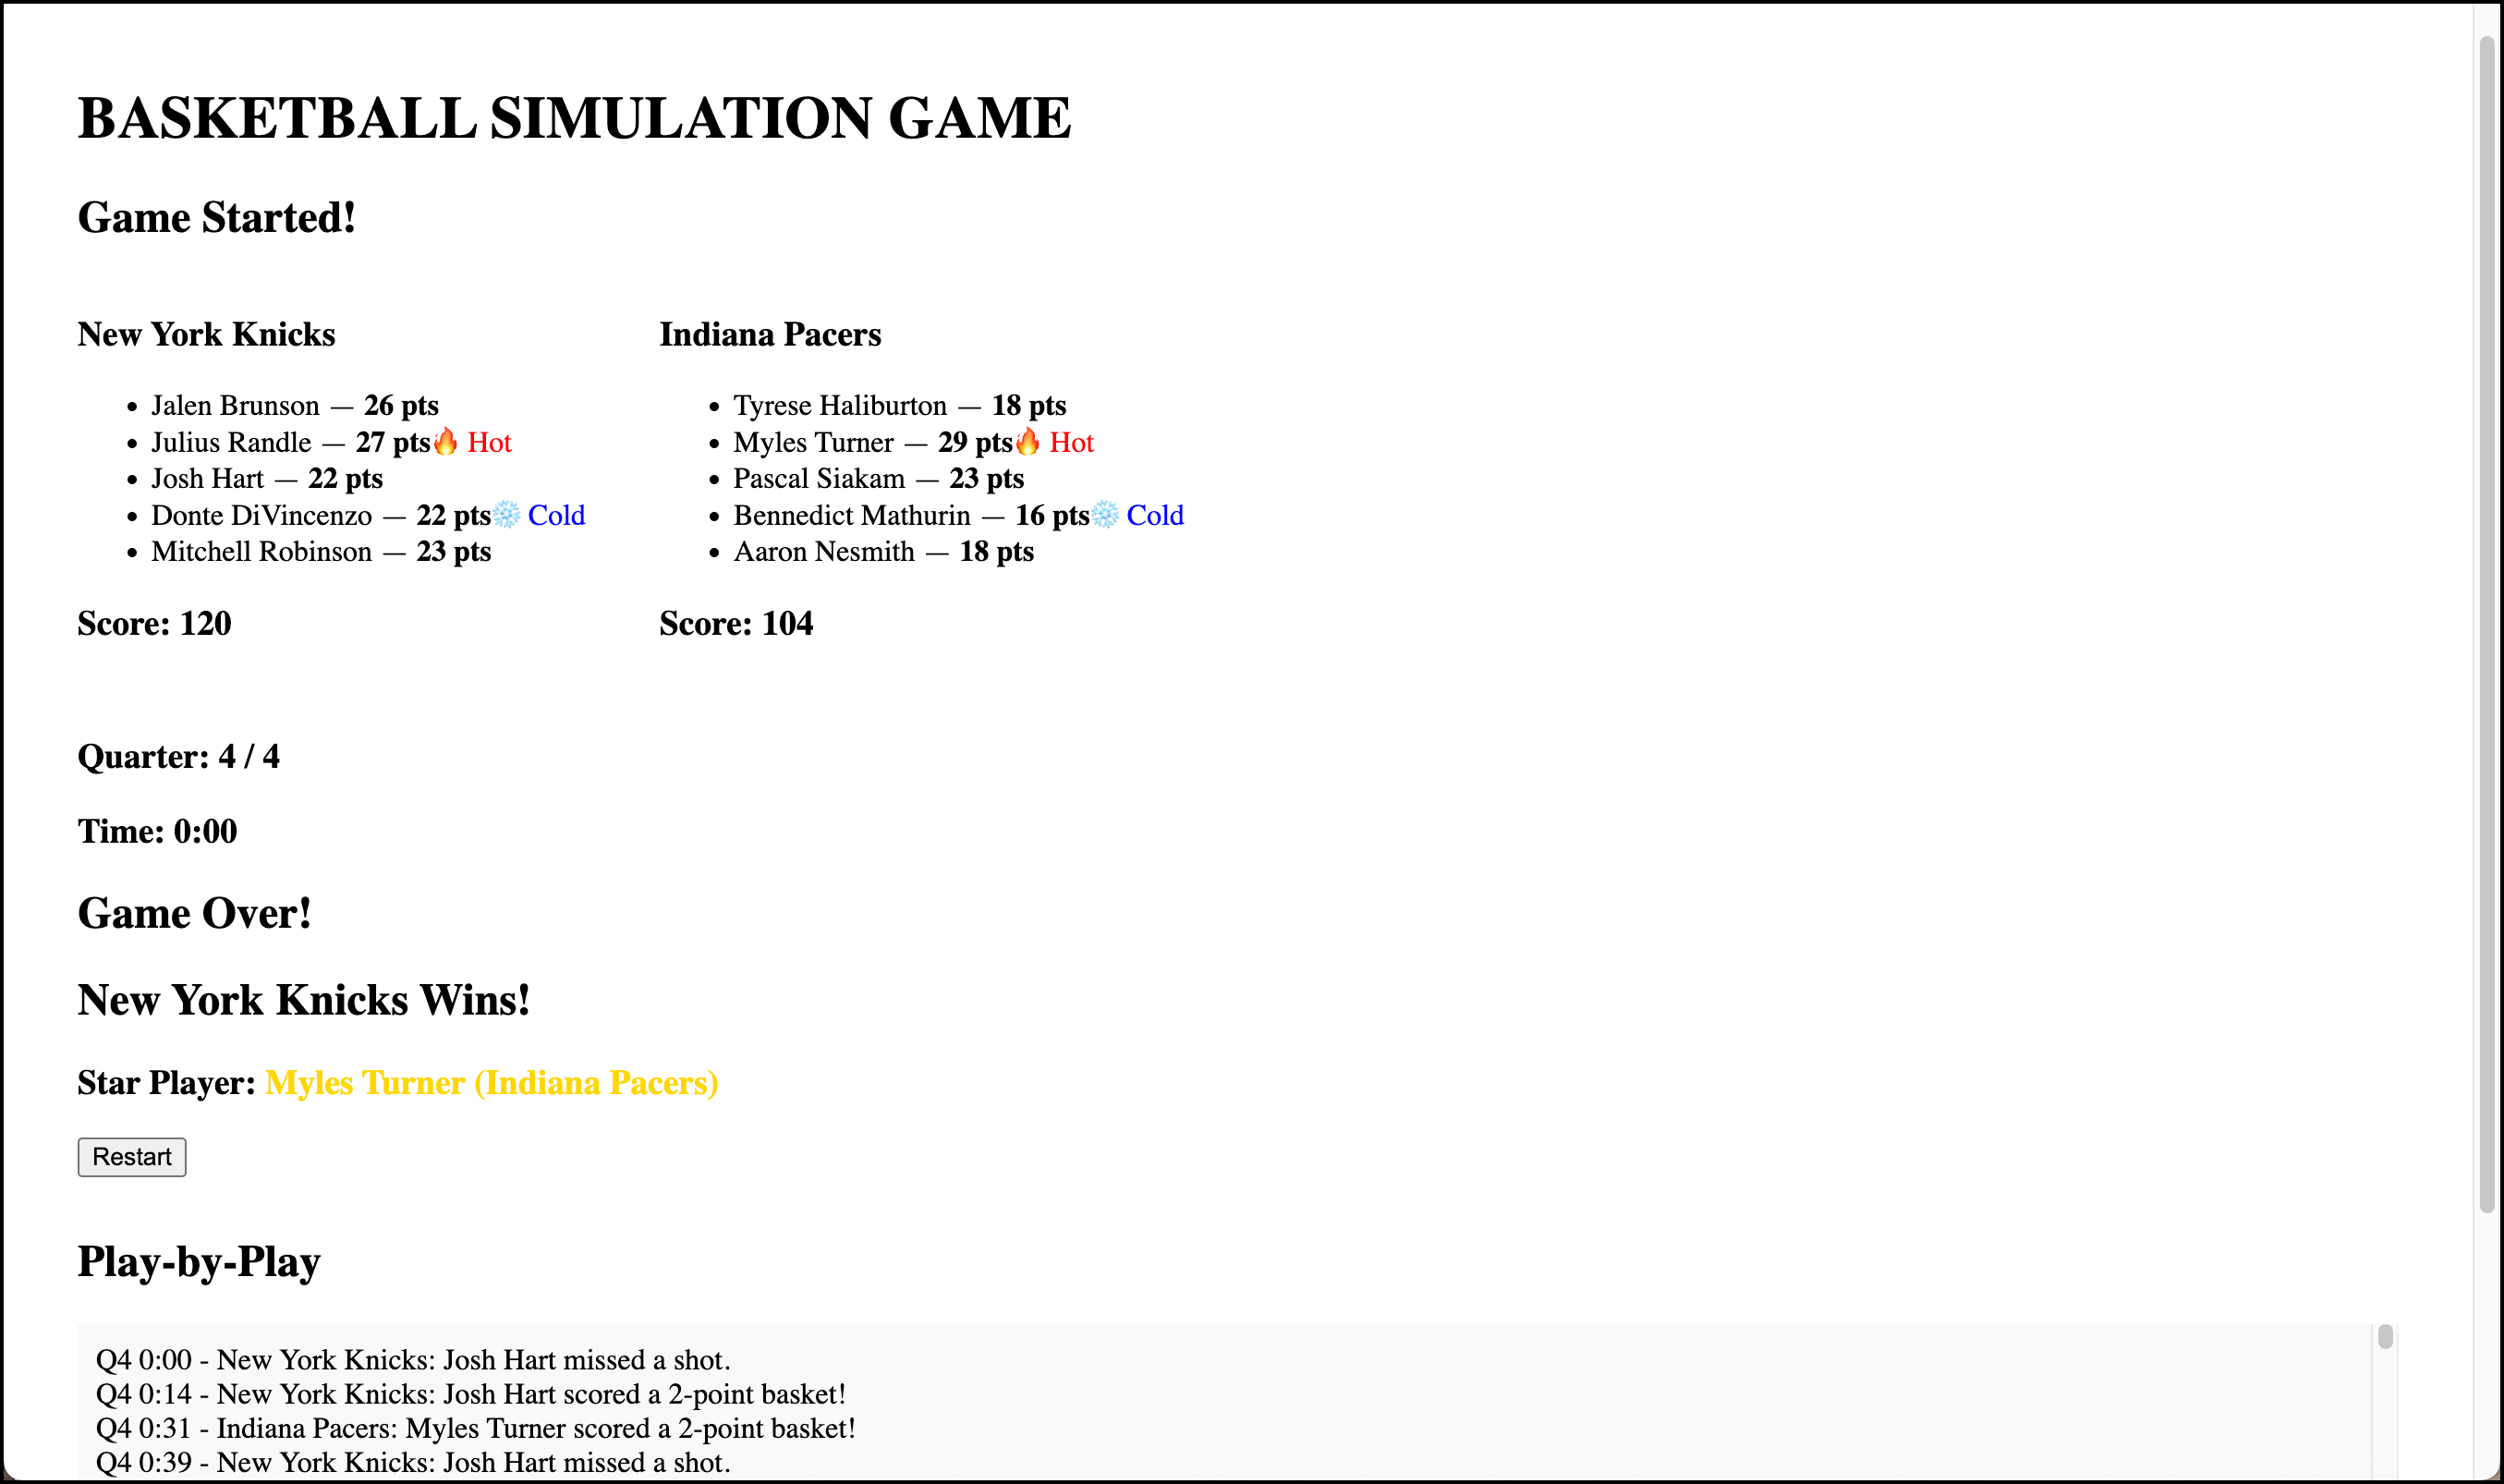 BASKETBALL SIMULATION GAME
Game Started!
New York Knicks
• Jalen Brunson — 26 pts
• Julius Randle — 27 pts🔥 Hot
• Josh Hart — 22 pts
• Donte DiVincenzo — 22 pts❄️ Cold
• Mitchell Robinson — 23 pts
Score: 120
Indiana Pacers
• Tyrese Haliburton — 18 pts
• Myles Turner — 29 pts🔥 Hot
• Pascal Siakam — 23 pts
• Bennedict Mathurin — 16 pts❄️ Cold
• Aaron Nesmith — 18 pts
Score: 104
Quarter: 4 / 4
Time: 0:00
Game Over!
New York Knicks Wins!
Star Player: Myles Turner (Indiana Pacers)
Restart
Play-by-Play
Q4 0:00 - New York Knicks: Josh Hart missed a shot.
Q4 0:14 - New York Knicks: Josh Hart scored a 2-point basket!
Q4 0:31 - Indiana Pacers: Myles Turner scored a 2-point basket!
Q4 0:39 - New York Knicks: Josh Hart missed a shot.